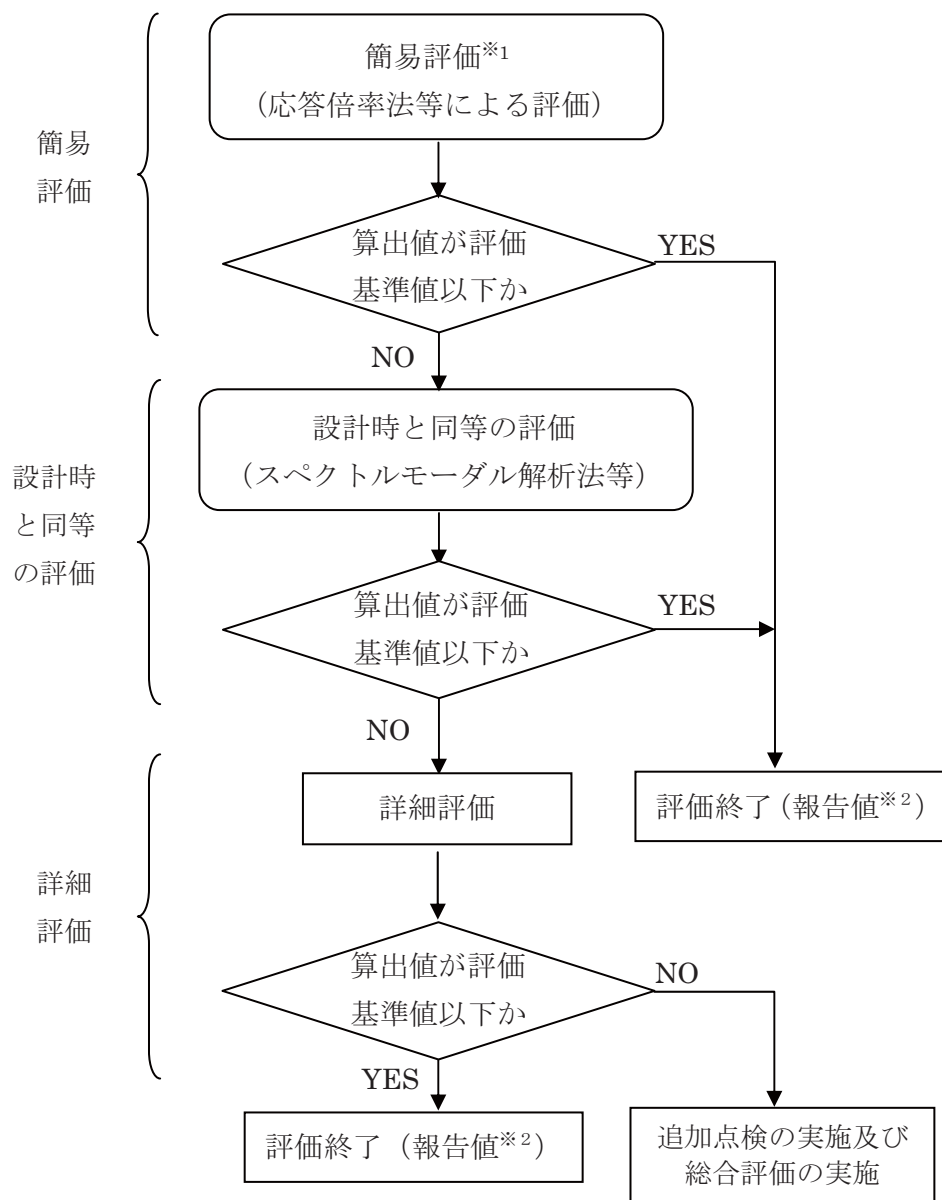 簡易評価※1
(応答倍率法等による評価)
簡易
評価
算出値が評価
基準値以下か
YES
NO
設計時と同等の評価
(スペクトルモーダル解析法等)
設計時
と同等
の評価
算出値が評価
基準値以下か
YES
NO
詳細評価
評価終了(報告値※2)
詳細
評価
算出値が評価
基準値以下か
NO
YES
評価終了(報告値※2)
追加点検の実施及び
総合評価の実施